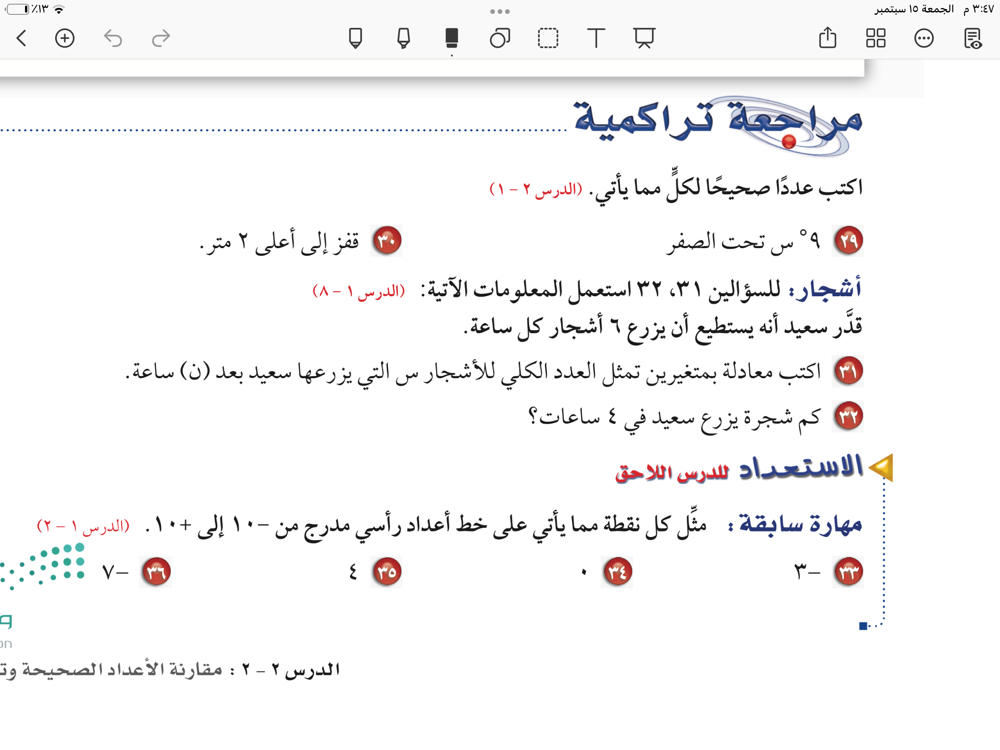 ٣:٤٧ م الجمعة ١٥ سبتمبر ٪١٣
مراجعة تراكمية
اكتب عددًا صحيحًا لكلٍّ مما يأتي. (الدرس ٢ – ١)
٢٩ ٩° س تحت الصفر ٣٠ قفز إلى أعلى ٢ متر.
أشجار: للسؤالين ٣١، ٣٢ استعمل المعلومات الآتية: (الدرس ١ – ٨)
قدَّر سعيد أنه يستطيع أن يزرع ٦ أشجار كل ساعة.
٣١ اكتب معادلة بمتغيرين تمثل العدد الكلي للأشجار س التي يزرعها سعيد بعد (ن) ساعة.
٣٢ كم شجرة يزرع سعيد في ٤ ساعات؟
الاستعداد للدرس اللاحق
مهارة سابقة: مثِّل كل نقطة مما يأتي على خط أعداد رأسي مدرج من –١٠ إلى +١٠. (الدرس ١ – ٢)
٣٣ –٣ ٣٤ ٠ ٣٥ ٤ ٣٦ –٧
on
الدرس ٢ – ٢ : مقارنة الأعداد الصحيحة وت